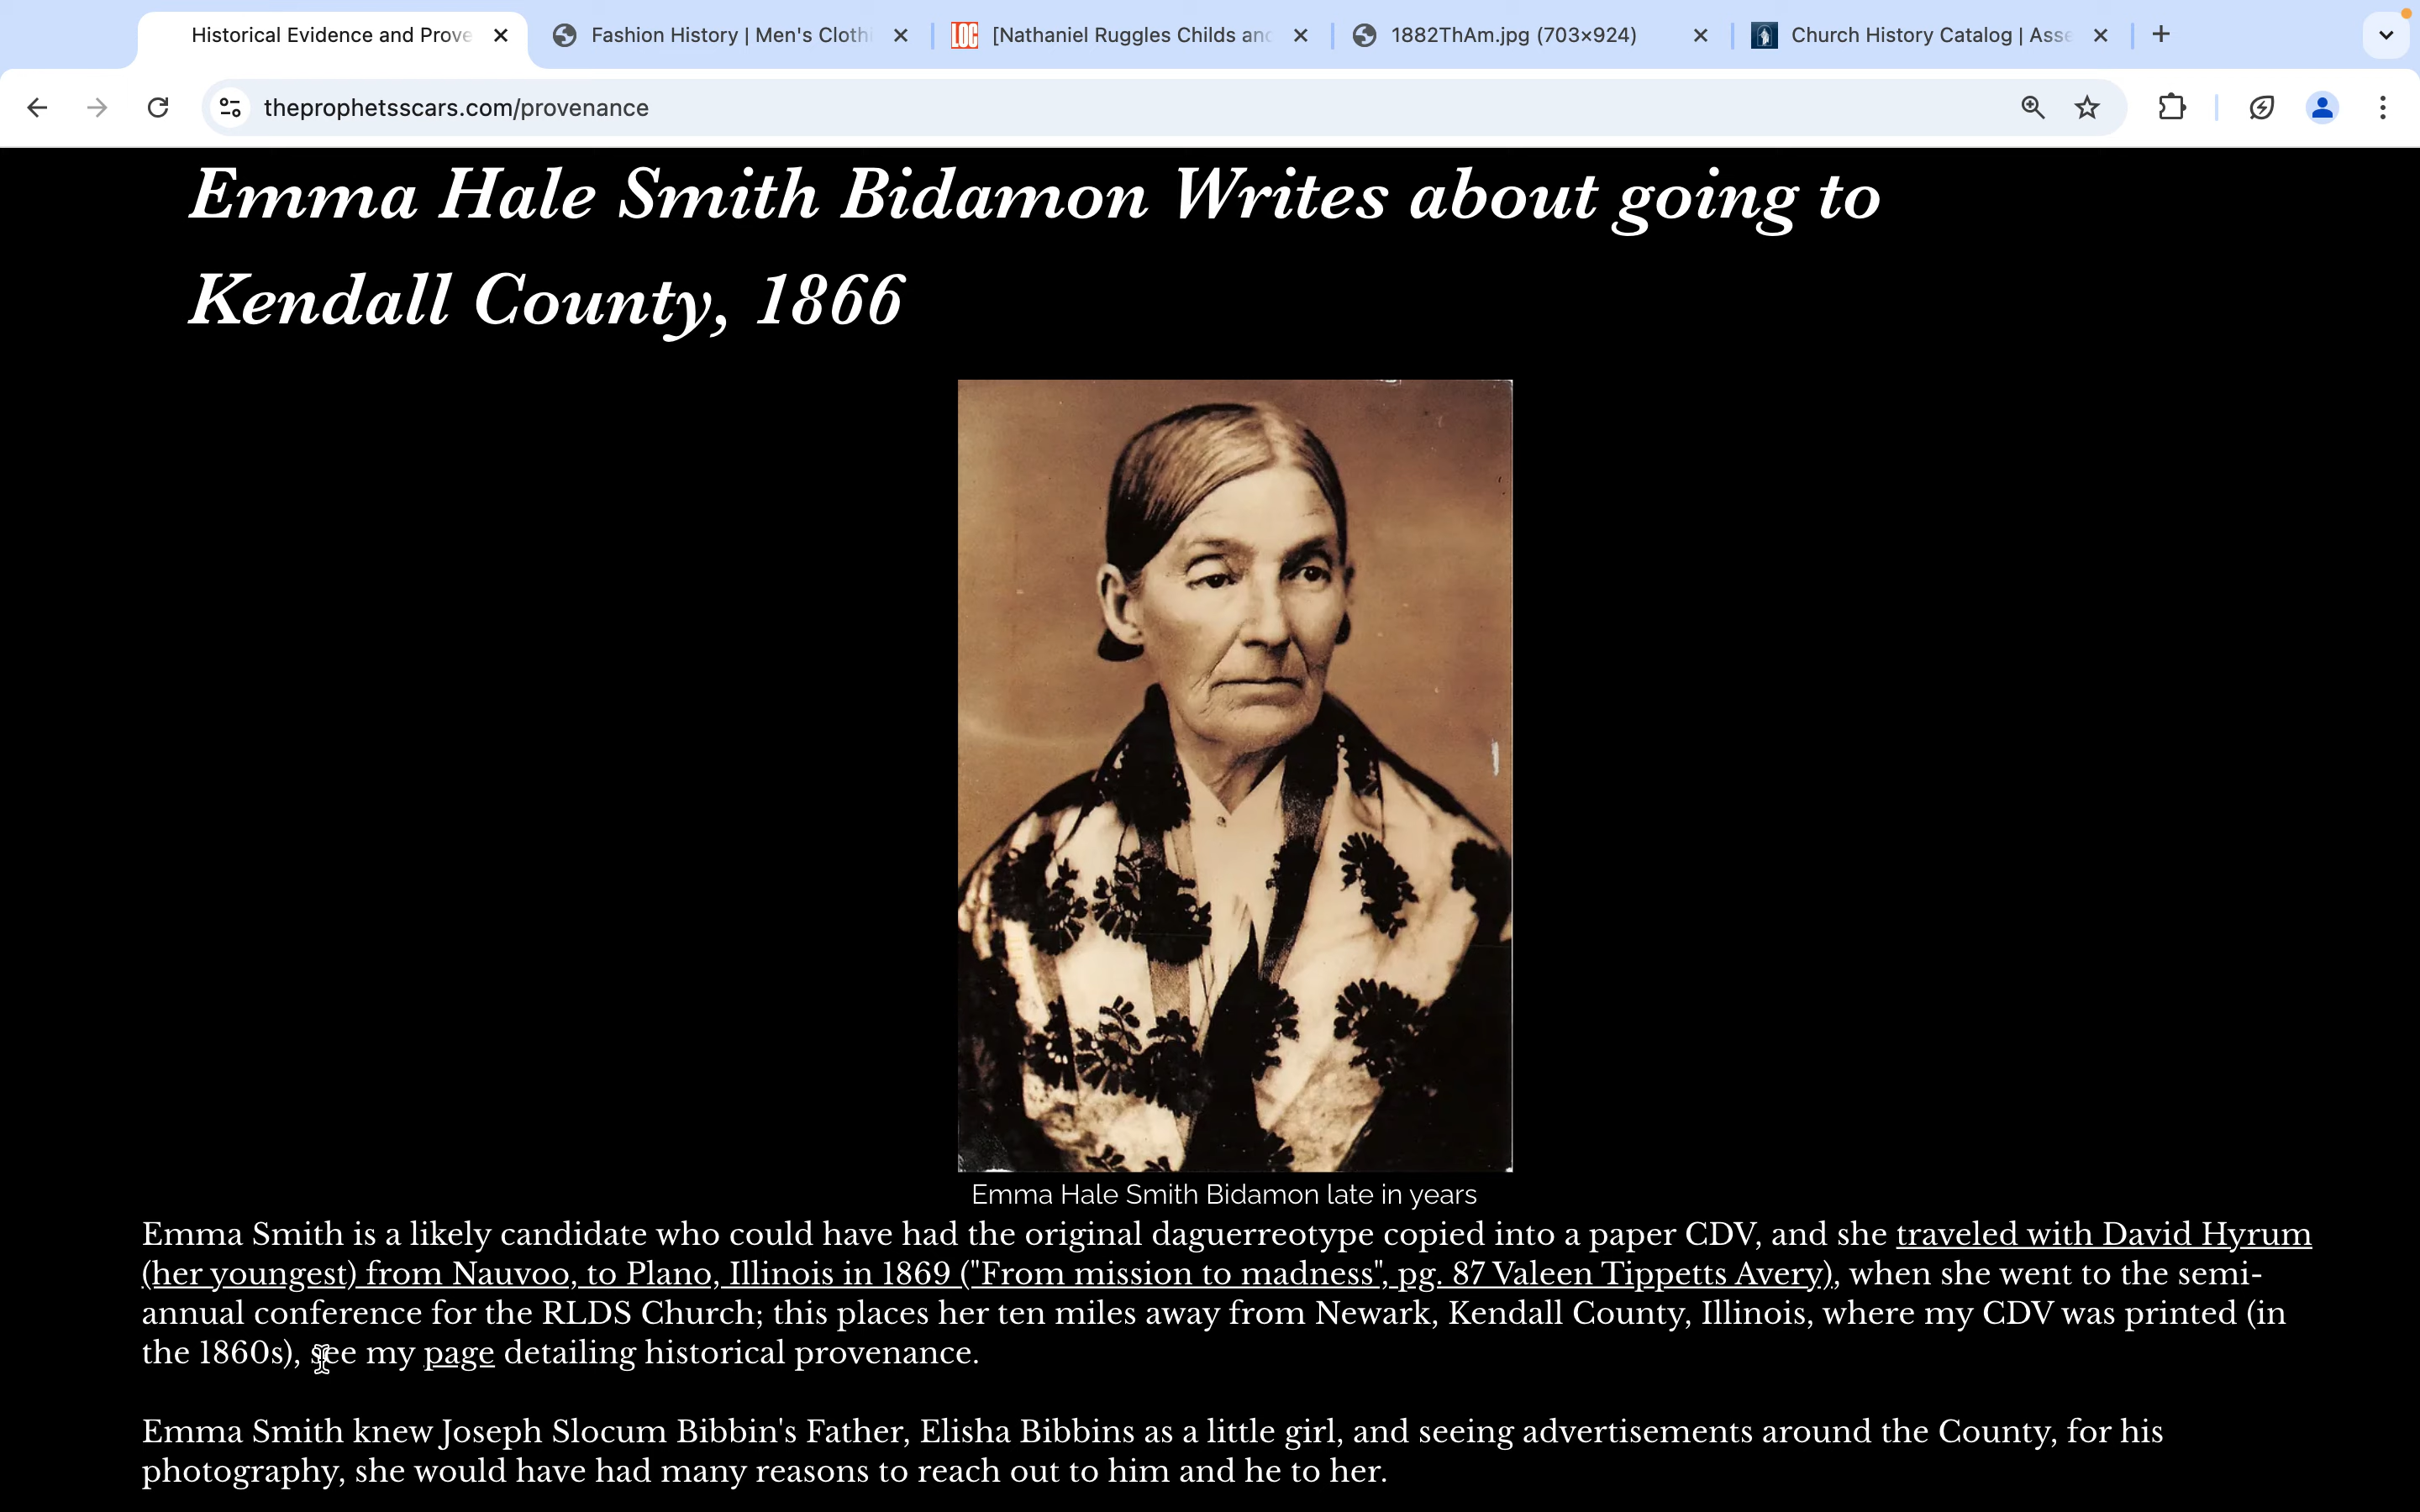 Historical Evidence and Prove
Fashion History | Men's Clothi
LOC
[Nathaniel Ruggles Childs and
1882ThAm.jpg (703×924)
Church History Catalog | Asse
theprophetsscars.com/provenance
Emma Hale Smith Bidamon Writes about going to
Kendall County, 1866
Emma Hale Smith Bidamon late in years
Emma Smith is a likely candidate who could have had the original daguerreotype copied into a paper CDV, and she traveled with David Hyrum
(her youngest) from Nauvoo, to Plano, Illinois in 1869 ("From mission to madness", pg. 87 Valeen Tippetts Avery), when she went to the semi-
annual conference for the RLDS Church; this places her ten miles away from Newark, Kendall County, Illinois, where my CDV was printed (in
the 1860s), see my page detailing historical provenance.
Emma Smith knew Joseph Slocum Bibbin's Father, Elisha Bibbins as a little girl, and seeing advertisements around the County, for his
photography, she would have had many reasons to reach out to him and he to her.